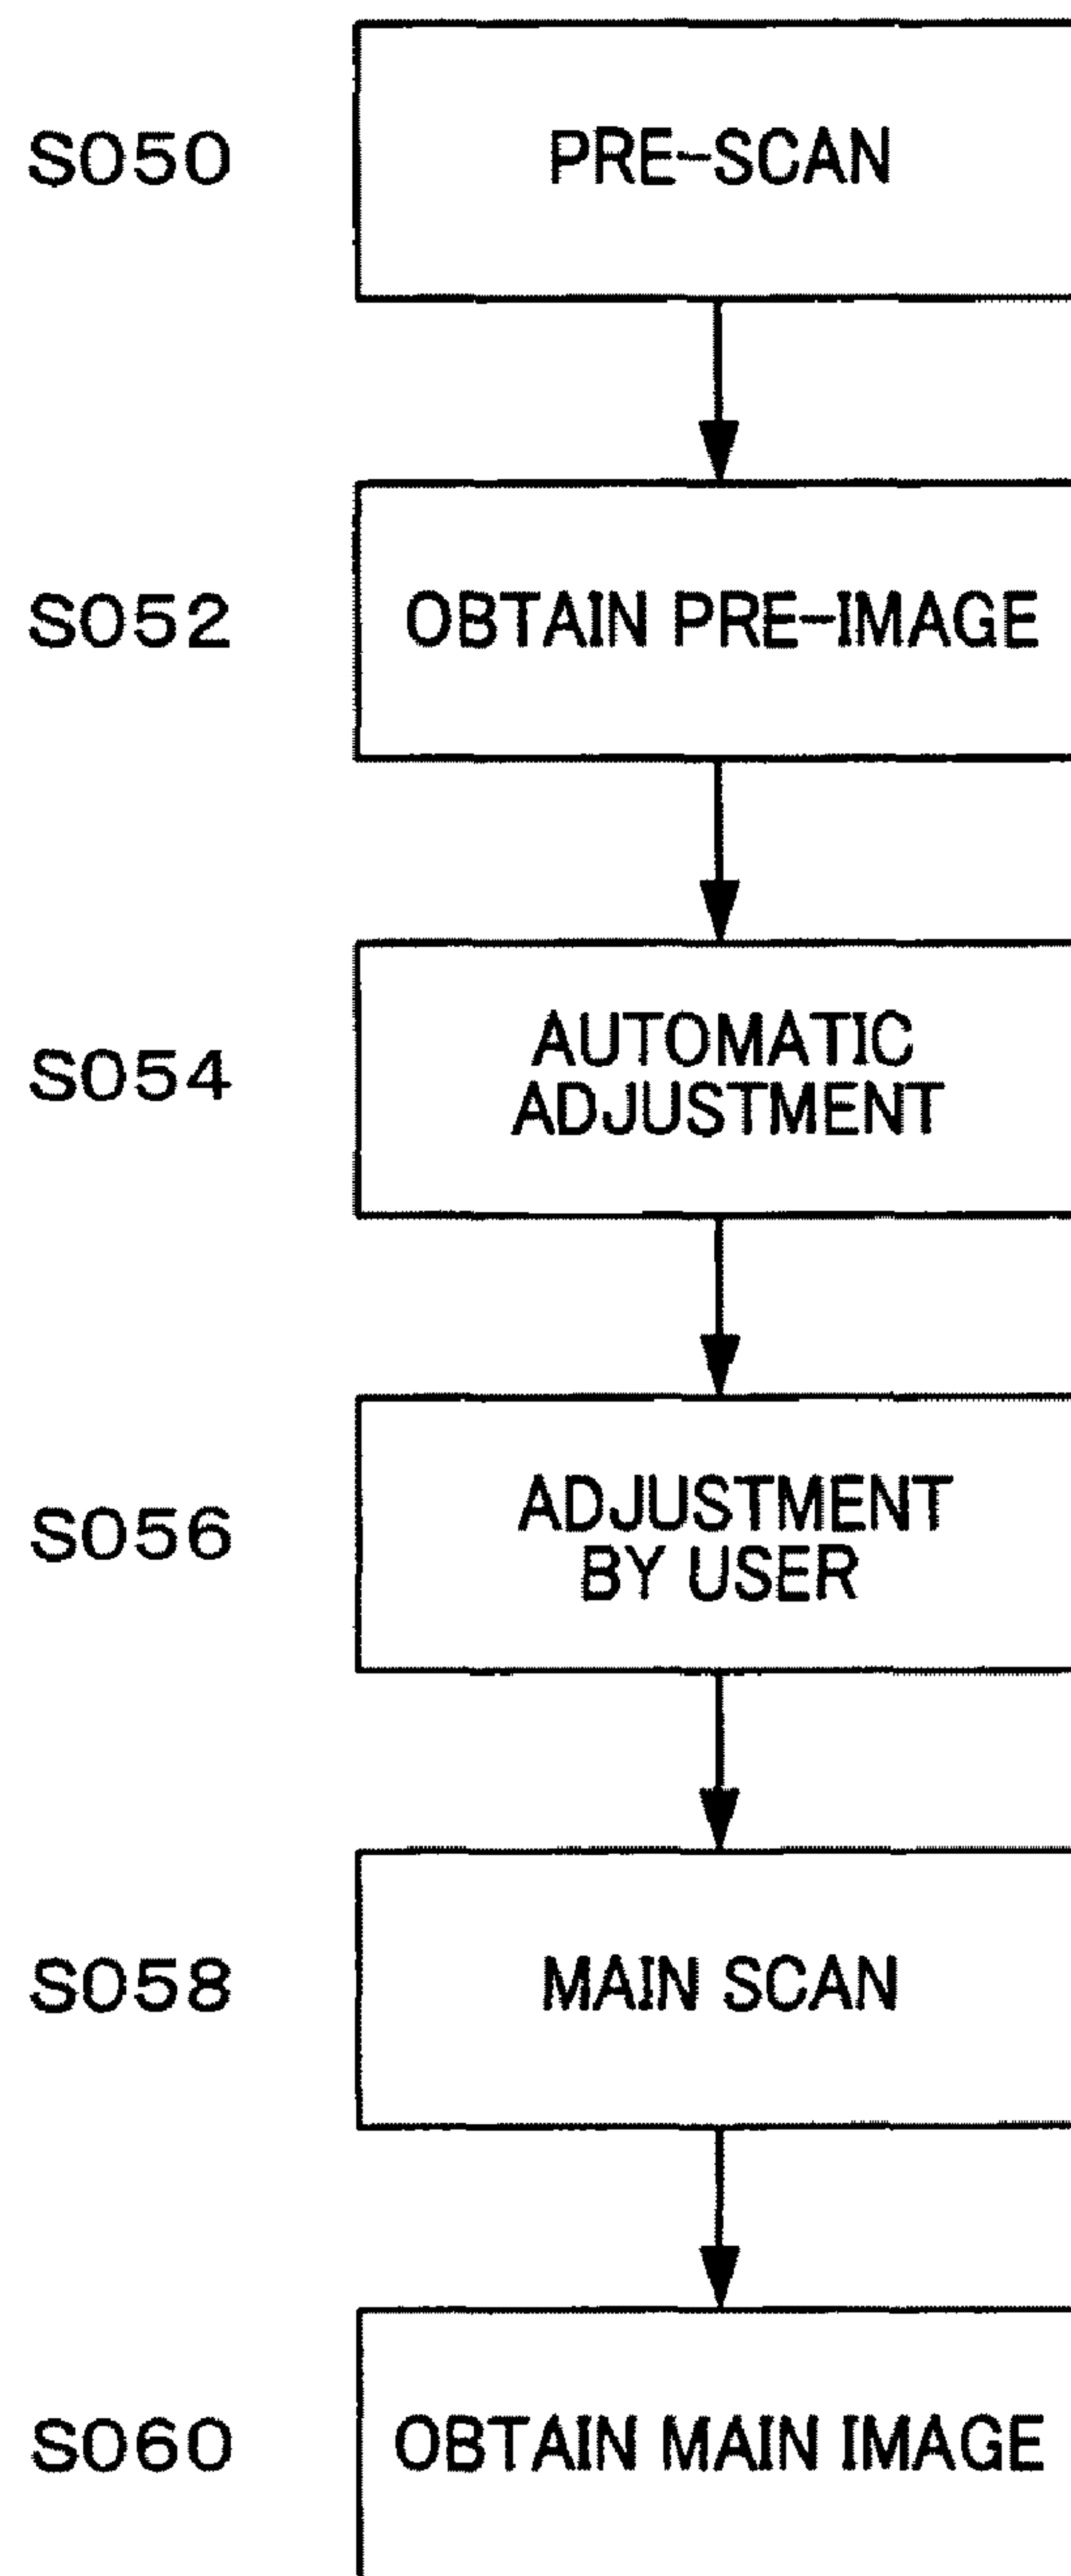 S050 PRE-SCAN
S052 OBTAIN PRE-IMAGE
S054 AUTOMATIC
ADJUSTMENT
S056 ADJUSTMENT
BY USER
S058 MAIN SCAN
S060 OBTAIN MAIN IMAGE